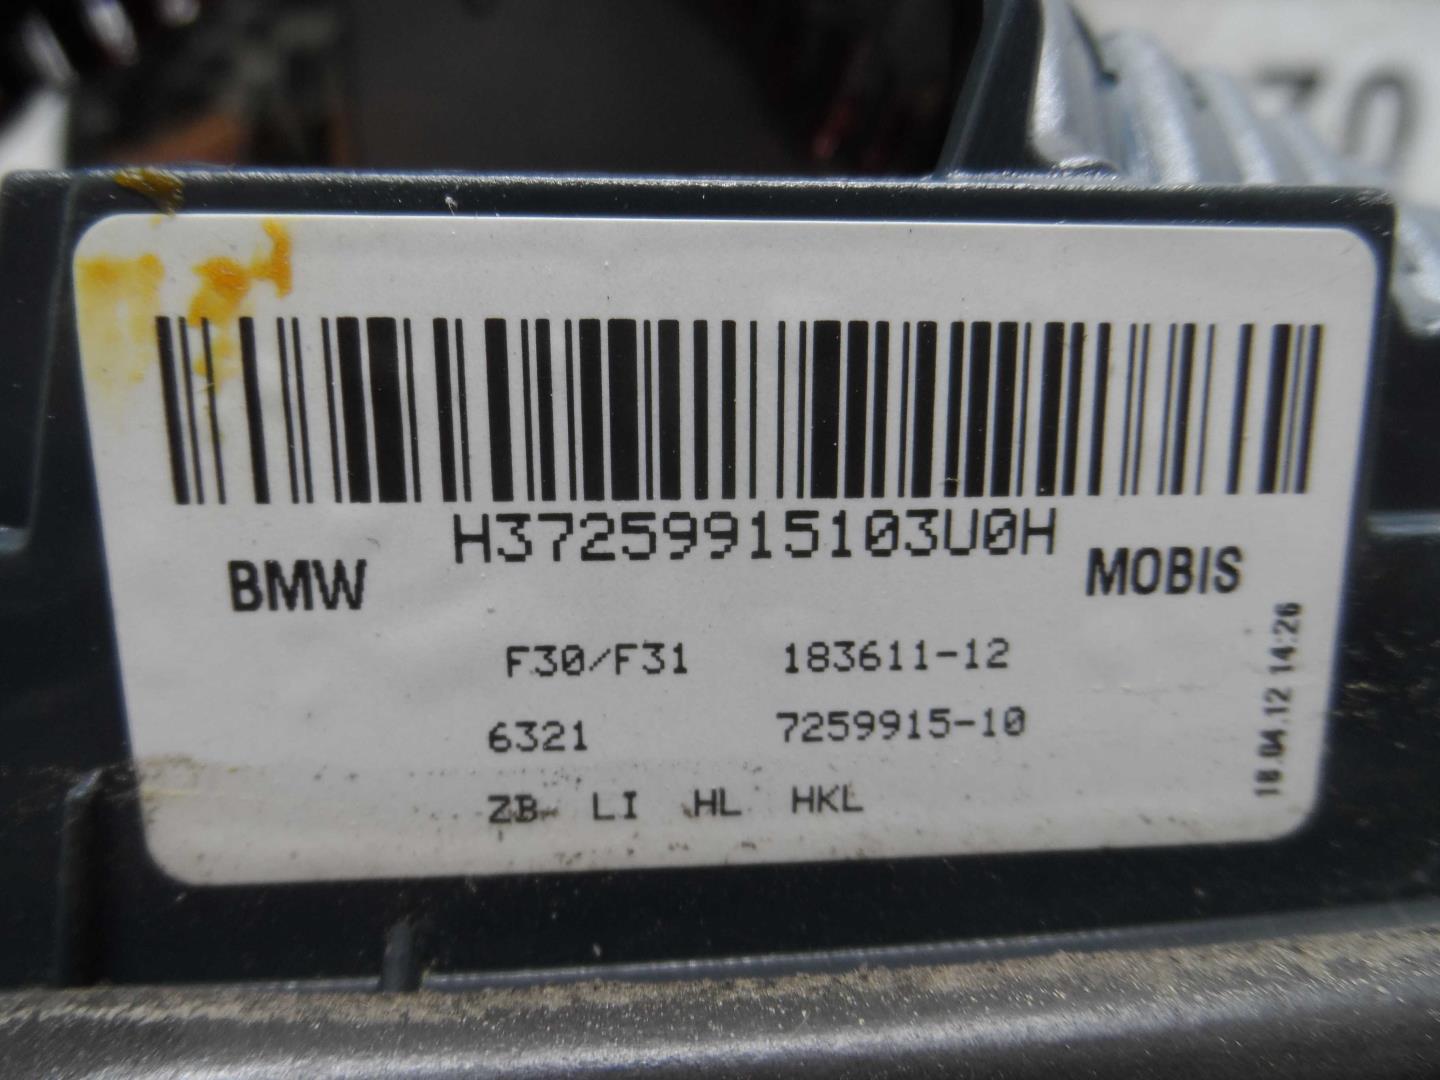 H37259915103U0H
BMW MOBIS
F30/F31 183611-12
6321 7259915-10
ZB LI HL HKL
18.04.12 14:26